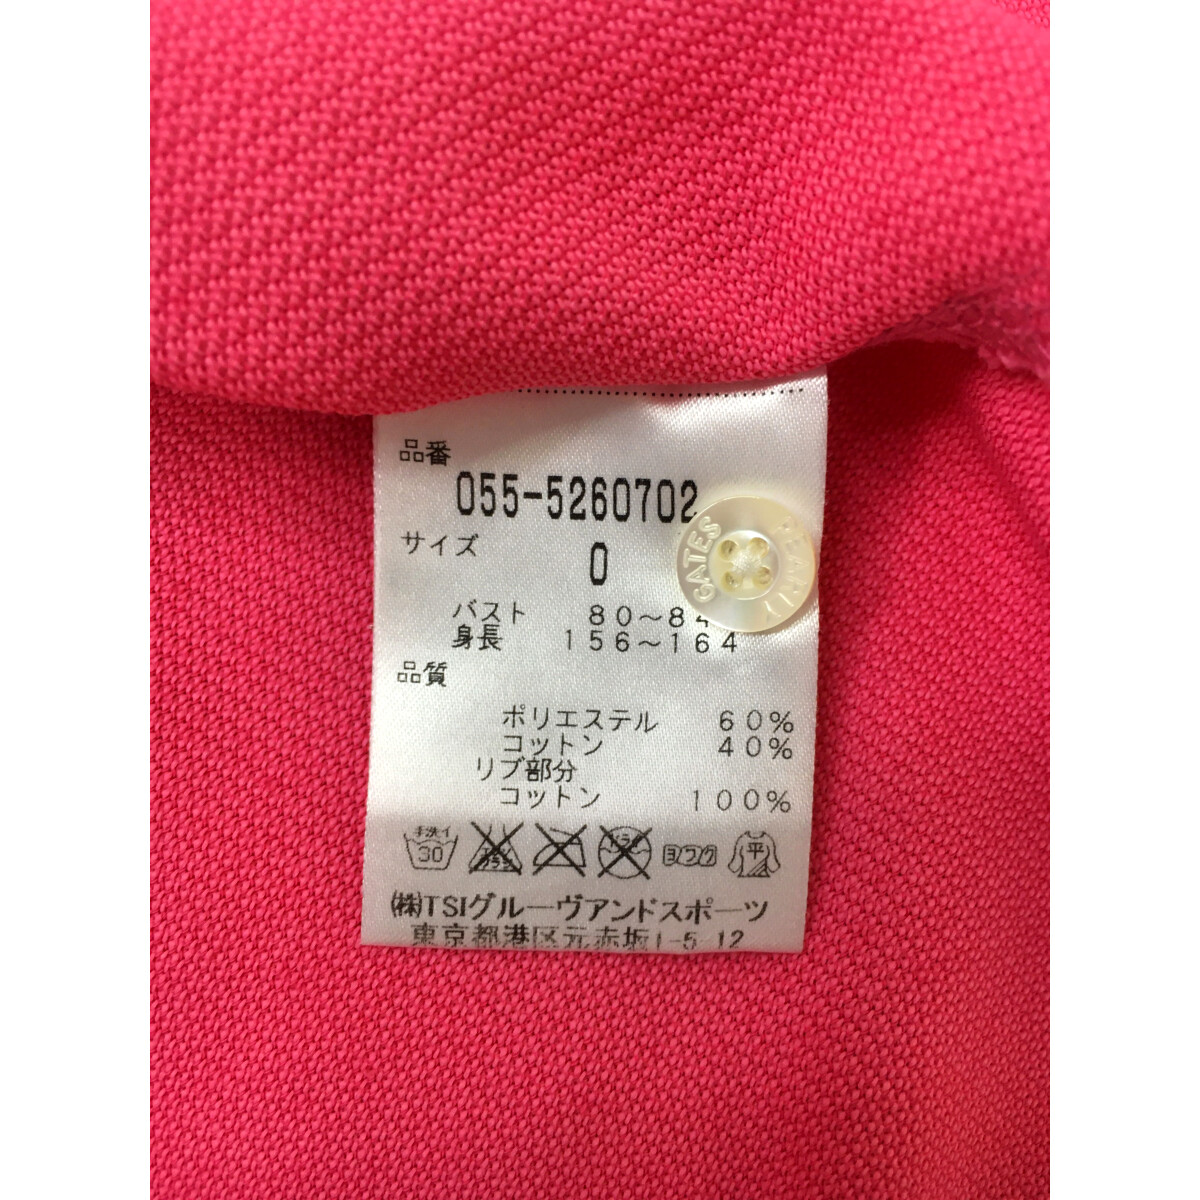 品番
055-5260702
サイズ
0
PEARLY GATES
バスト 80～84
身長 156～164
品質
ポリエステル 60%
コットン 40%
リブ部分
コットン 100%
手洗イ 30 ヨワク 平
㈱TSIグルーヴアンドスポーツ
東京都港区元赤坂1-5-12